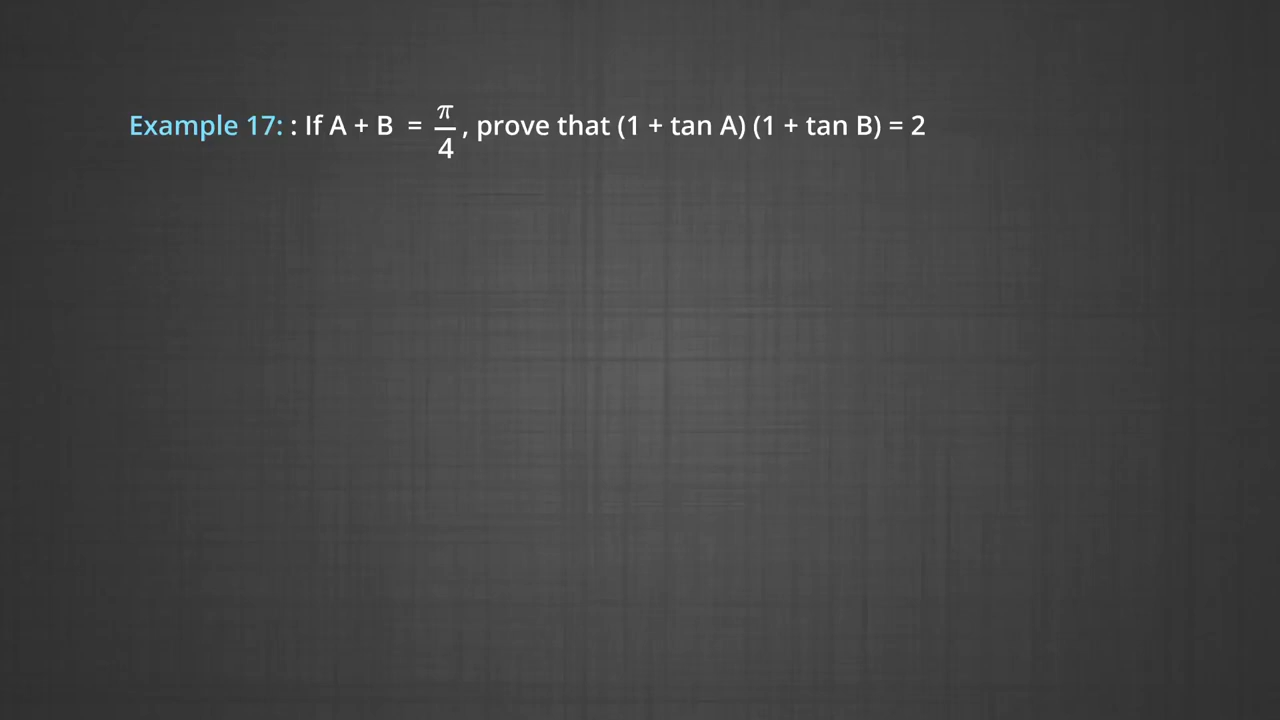 Example 17: : If A + B = π/4 , prove that (1 + tan A) (1 + tan B) = 2